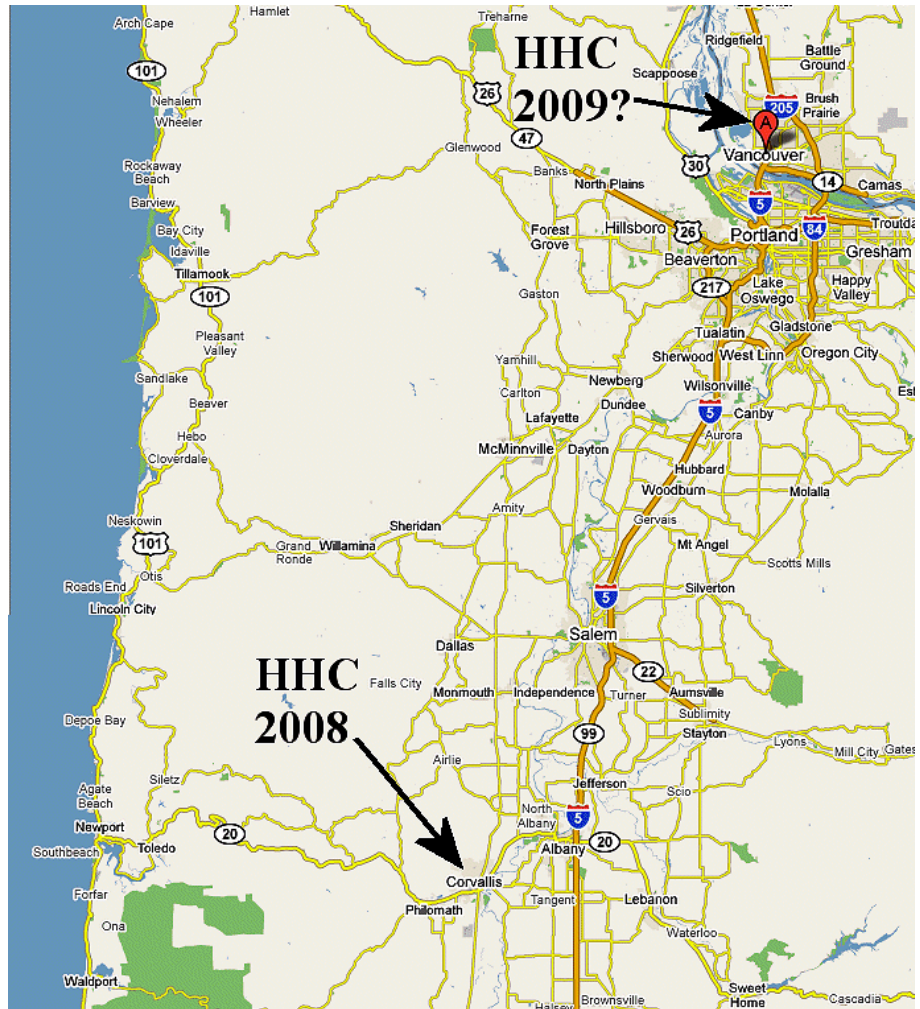 Hamlet
Treharne
Arch Cape
HHC
2009?
Ridgefield
Battle
Ground
101
Scappoose
26
205
Brush
Prairie
Nehalem
Wheeler
A
47
Glenwood
Vancouver
30
Rockaway
Beach
Banks
North Plains
14
Camas
Barview
5
Bay City
Forest
Grove
Hillsboro
26
84
Troutda
Portland
Idaville
Beaverton
Gresham
Tillamook
101
217
Lake
Oswego
Happy
Valley
Gaston
Pleasant
Valley
Tualatin
Gladstone
Yamhill
Sherwood
West Linn
Oregon City
Sandlake
Newberg
Wilsonville
Carlton
Est
Beaver
Dundee
5
Canby
Lafayette
Hebo
Aurora
McMinnville
Dayton
Cloverdale
Hubbard
Woodburn
Molalla
Amity
Neskowin
Sheridan
Gervais
101
Grand
Ronde
Willamina
Mt Angel
Scotts Mills
Otis
Roads End
Silverton
5
Lincoln City
Salem
Dallas
HHC
2008
22
Falls City
Monmouth
Independence
Turner
Aumsville
Sublimity
Depoe Bay
99
Stayton
Lyons
Mill City
Gates
Airlie
Siletz
Jefferson
Agate
Beach
Scio
North
Albany
5
Newport
20
Toledo
Southbeach
Albany
20
Corvallis
Forfar
Tangent
Lebanon
Philomath
Ona
Waterloo
Waldport
Sweet
Home
Halsey
Brownsville
Cascadia